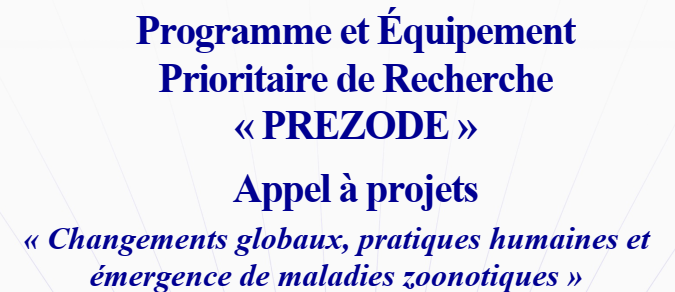 Programme et Équipement
Prioritaire de Recherche
« PREZODE »
Appel à projets
« Changements globaux, pratiques humaines et
émergence de maladies zoonotiques »